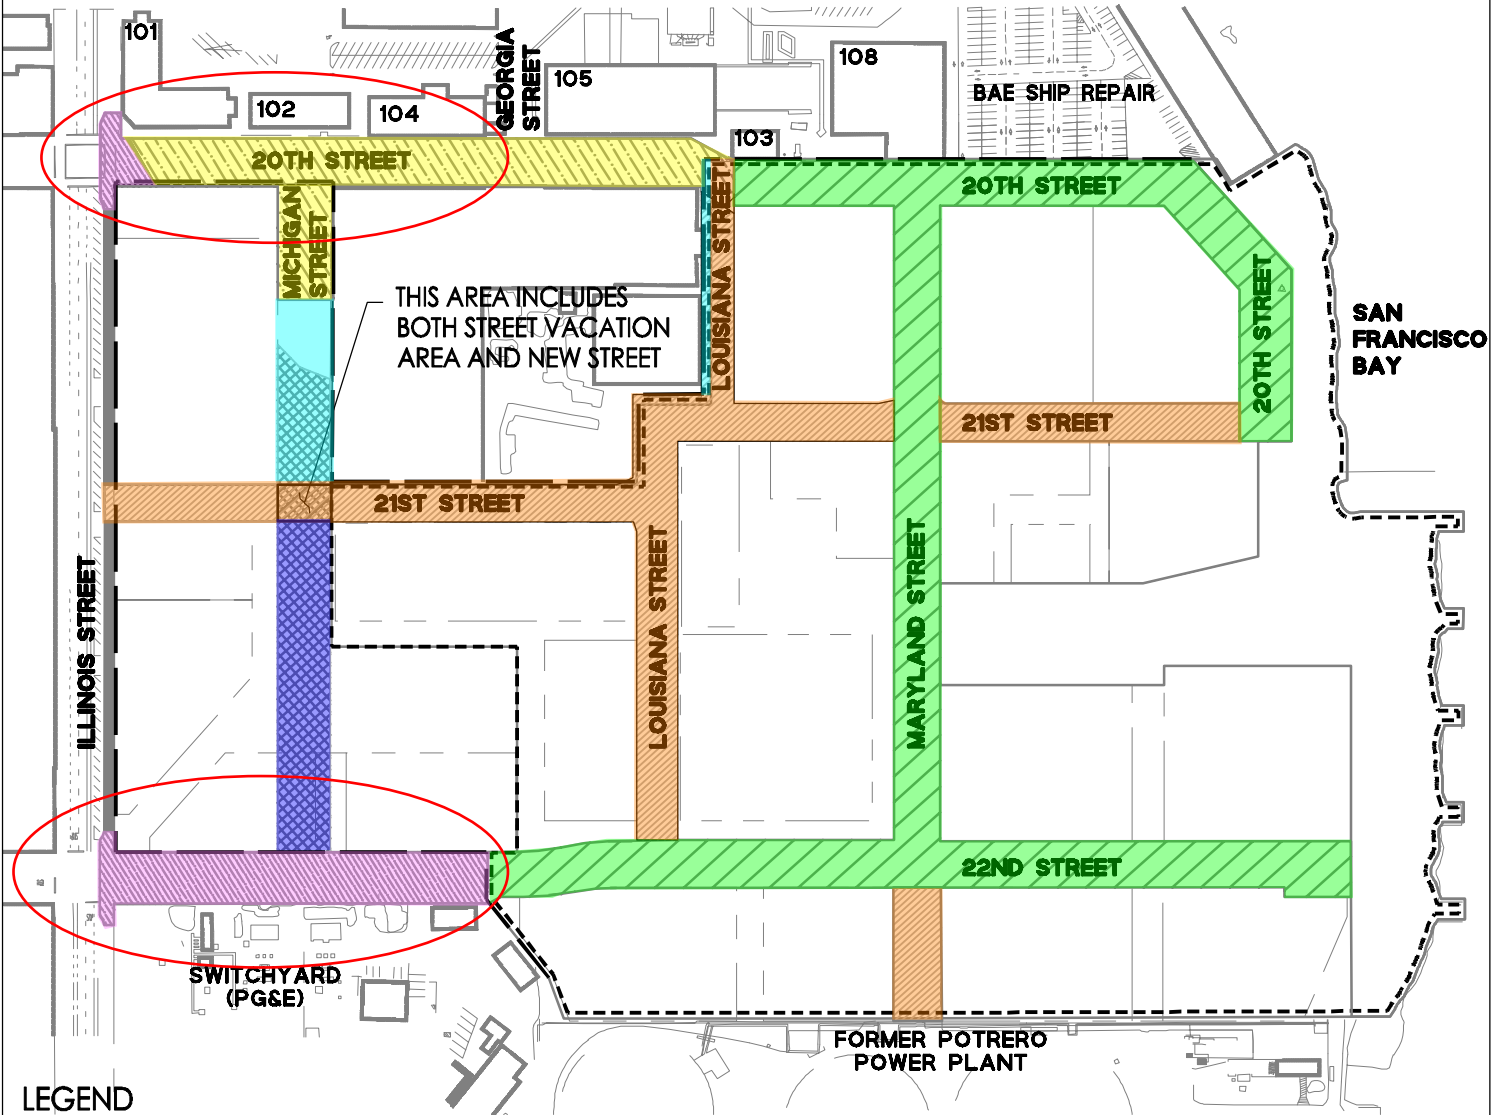 101
102
104
GEORGIA
STREET
105
103
108
BAE SHIP REPAIR
20TH STREET
20TH STREET
MICHIGAN
STREET
LOUISIANA STREET
20TH STREET
THIS AREA INCLUDES
BOTH STREET VACATION
AREA AND NEW STREET
SAN
FRANCISCO
BAY
21ST STREET
21ST STREET
ILLINOIS STREET
LOUISIANA STREET
MARYLAND STREET
22ND STREET
SWITCHYARD
(PG&E)
FORMER POTRERO
POWER PLANT
LEGEND